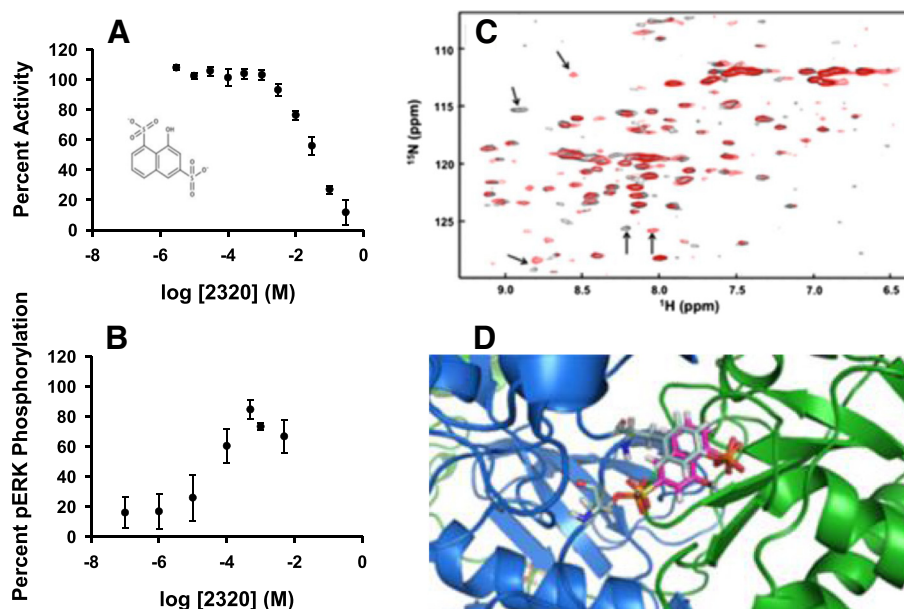 A
Percent Activity
120
100
80
60
40
20
0
-8 -6 -4 -2 0
log [2320] (M)
-O
O
S
O
OH
O
S
O-
O
B
Percent pERK Phosphorylation
120
100
80
60
40
20
0
-8 -6 -4 -2 0
log [2320] (M)
C
15N (ppm)
110
115
120
125
9.0 8.5 8.0 7.5 7.0 6.5
1H (ppm)
D